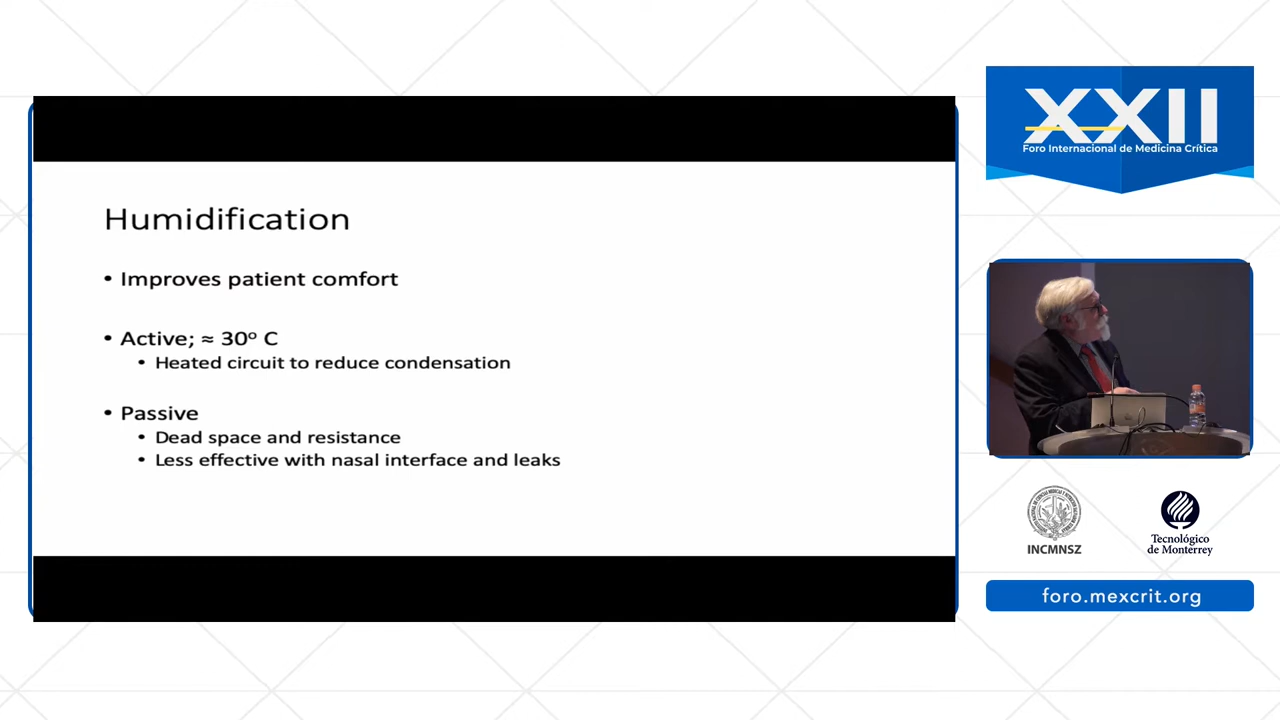 Humidification
• Improves patient comfort
• Active; ≈ 30º C
• Heated circuit to reduce condensation
• Passive
• Dead space and resistance
• Less effective with nasal interface and leaks
XXII
Foro Internacional de Medicina Crítica
INCMNSZ
Tecnológico
de Monterrey
foro.mexcrit.org